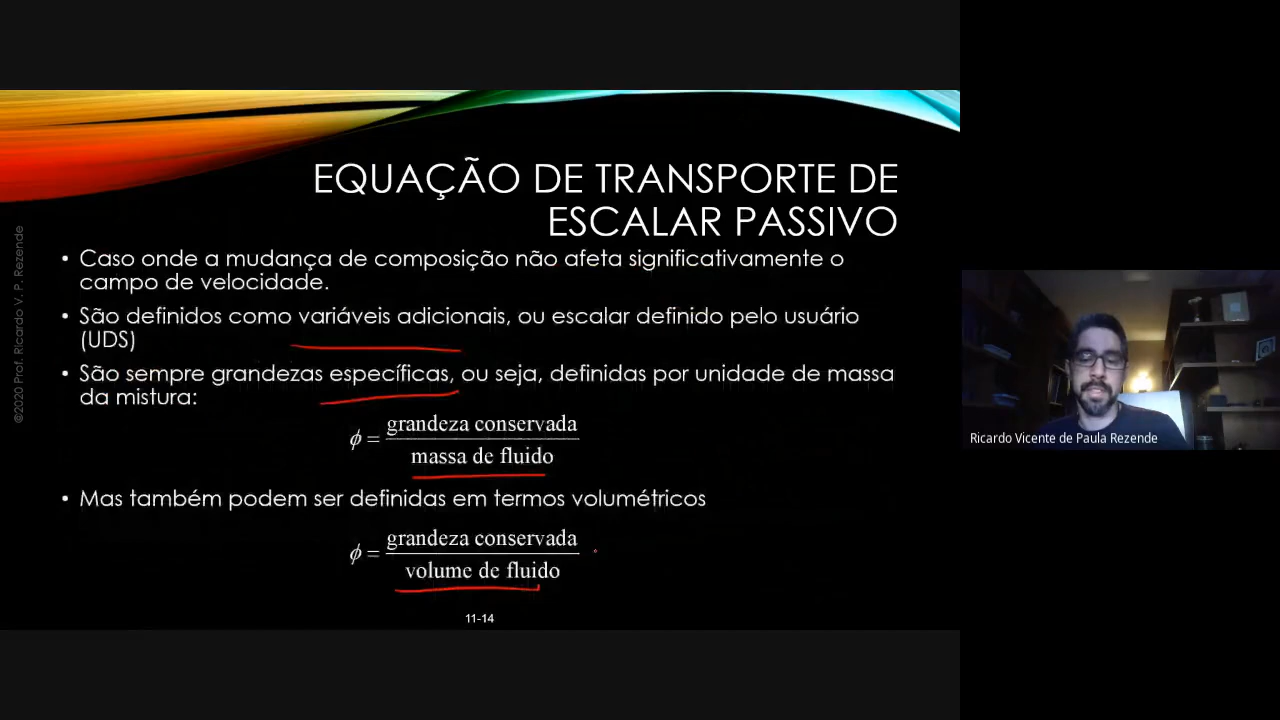 EQUAÇÃO DE TRANSPORTE DE
ESCALAR PASSIVO
• Caso onde a mudança de composição não afeta significativamente o
campo de velocidade.
• São definidos como variáveis adicionais, ou escalar definido pelo usuário
(UDS)
• São sempre grandezas específicas, ou seja, definidas por unidade de massa
da mistura:
ϕ = grandeza conservada
massa de fluido
• Mas também podem ser definidas em termos volumétricos
ϕ = grandeza conservada
volume de fluido
11-14
©2020 Prof. Ricardo V. P. Rezende
Ricardo Vicente de Paula Rezende